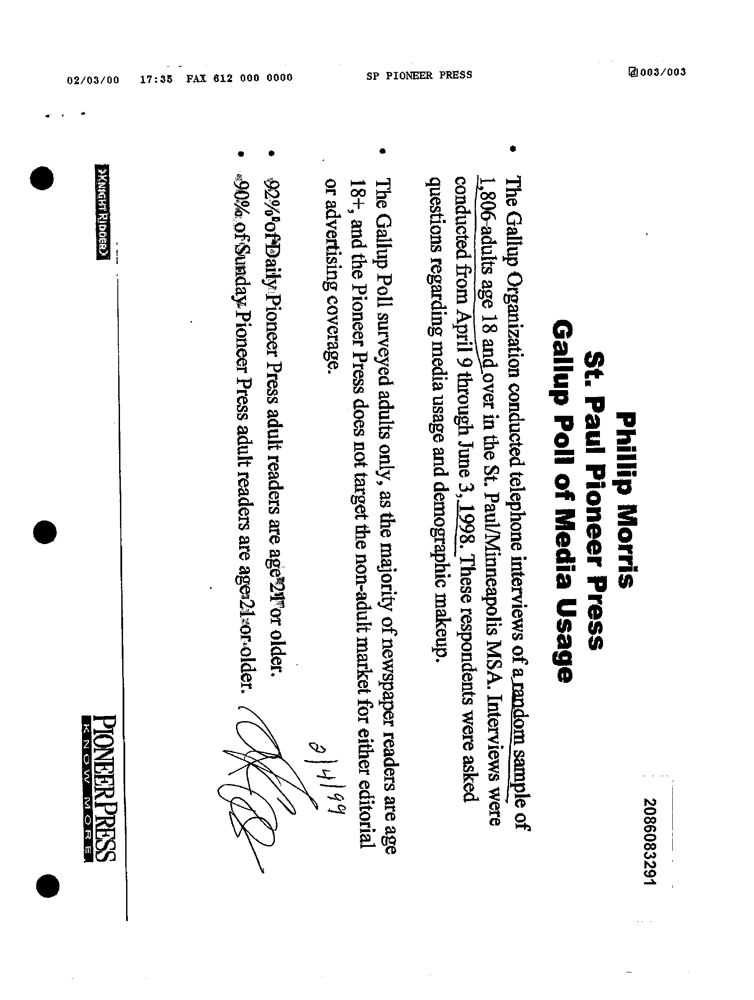 02/03/00 17:35 FAX 612 000 0000 SP PIONEER PRESS 003/003
Phillip Morris
St. Paul Pioneer Press
Gallup Poll of Media Usage
• The Gallup Organization conducted telephone interviews of a random sample of
1,806 adults age 18 and over in the St. Paul/Minneapolis MSA. Interviews were
conducted from April 9 through June 3, 1998. These respondents were asked
questions regarding media usage and demographic makeup.
• The Gallup Poll surveyed adults only, as the majority of newspaper readers are age
18+, and the Pioneer Press does not target the non-adult market for either editorial
or advertising coverage.
• 92% of Daily Pioneer Press adult readers are age 21 or older.
• 90% of Sunday Pioneer Press adult readers are age 21 or older.
2/4/99
KNIGHT RIDDER
PIONEER PRESS
KNOW MORE
2086083291